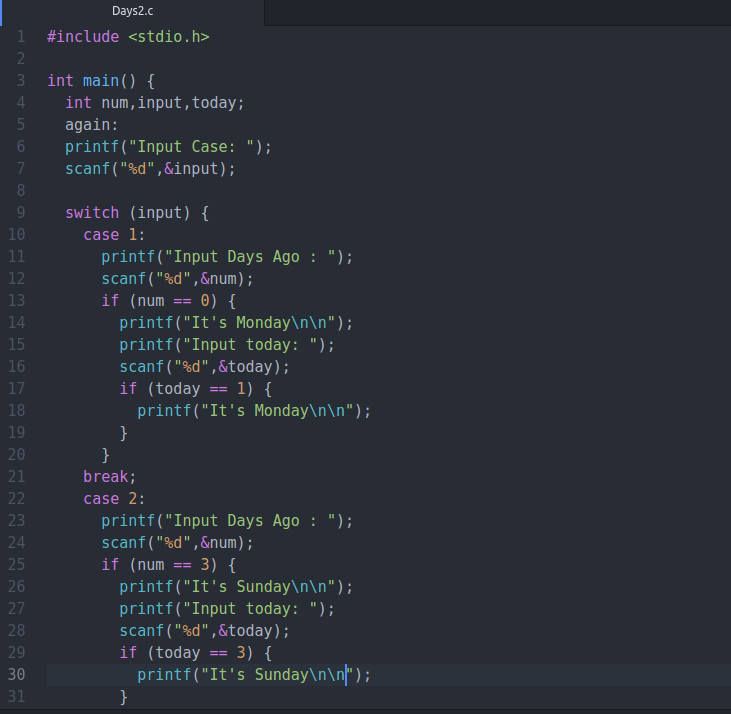 Days2.c
1 #include <stdio.h>
2
3 int main() {
4 int num,input,today;
5 again:
6 printf("Input Case: ");
7 scanf("%d",&input);
8
9 switch (input) {
10 case 1:
11 printf("Input Days Ago : ");
12 scanf("%d",&num);
13 if (num == 0) {
14 printf("It's Monday\n\n");
15 printf("Input today: ");
16 scanf("%d",&today);
17 if (today == 1) {
18 printf("It's Monday\n\n");
19 }
20 }
21 break;
22 case 2:
23 printf("Input Days Ago : ");
24 scanf("%d",&num);
25 if (num == 3) {
26 printf("It's Sunday\n\n");
27 printf("Input today: ");
28 scanf("%d",&today);
29 if (today == 3) {
30 printf("It's Sunday\n\n");
31 }